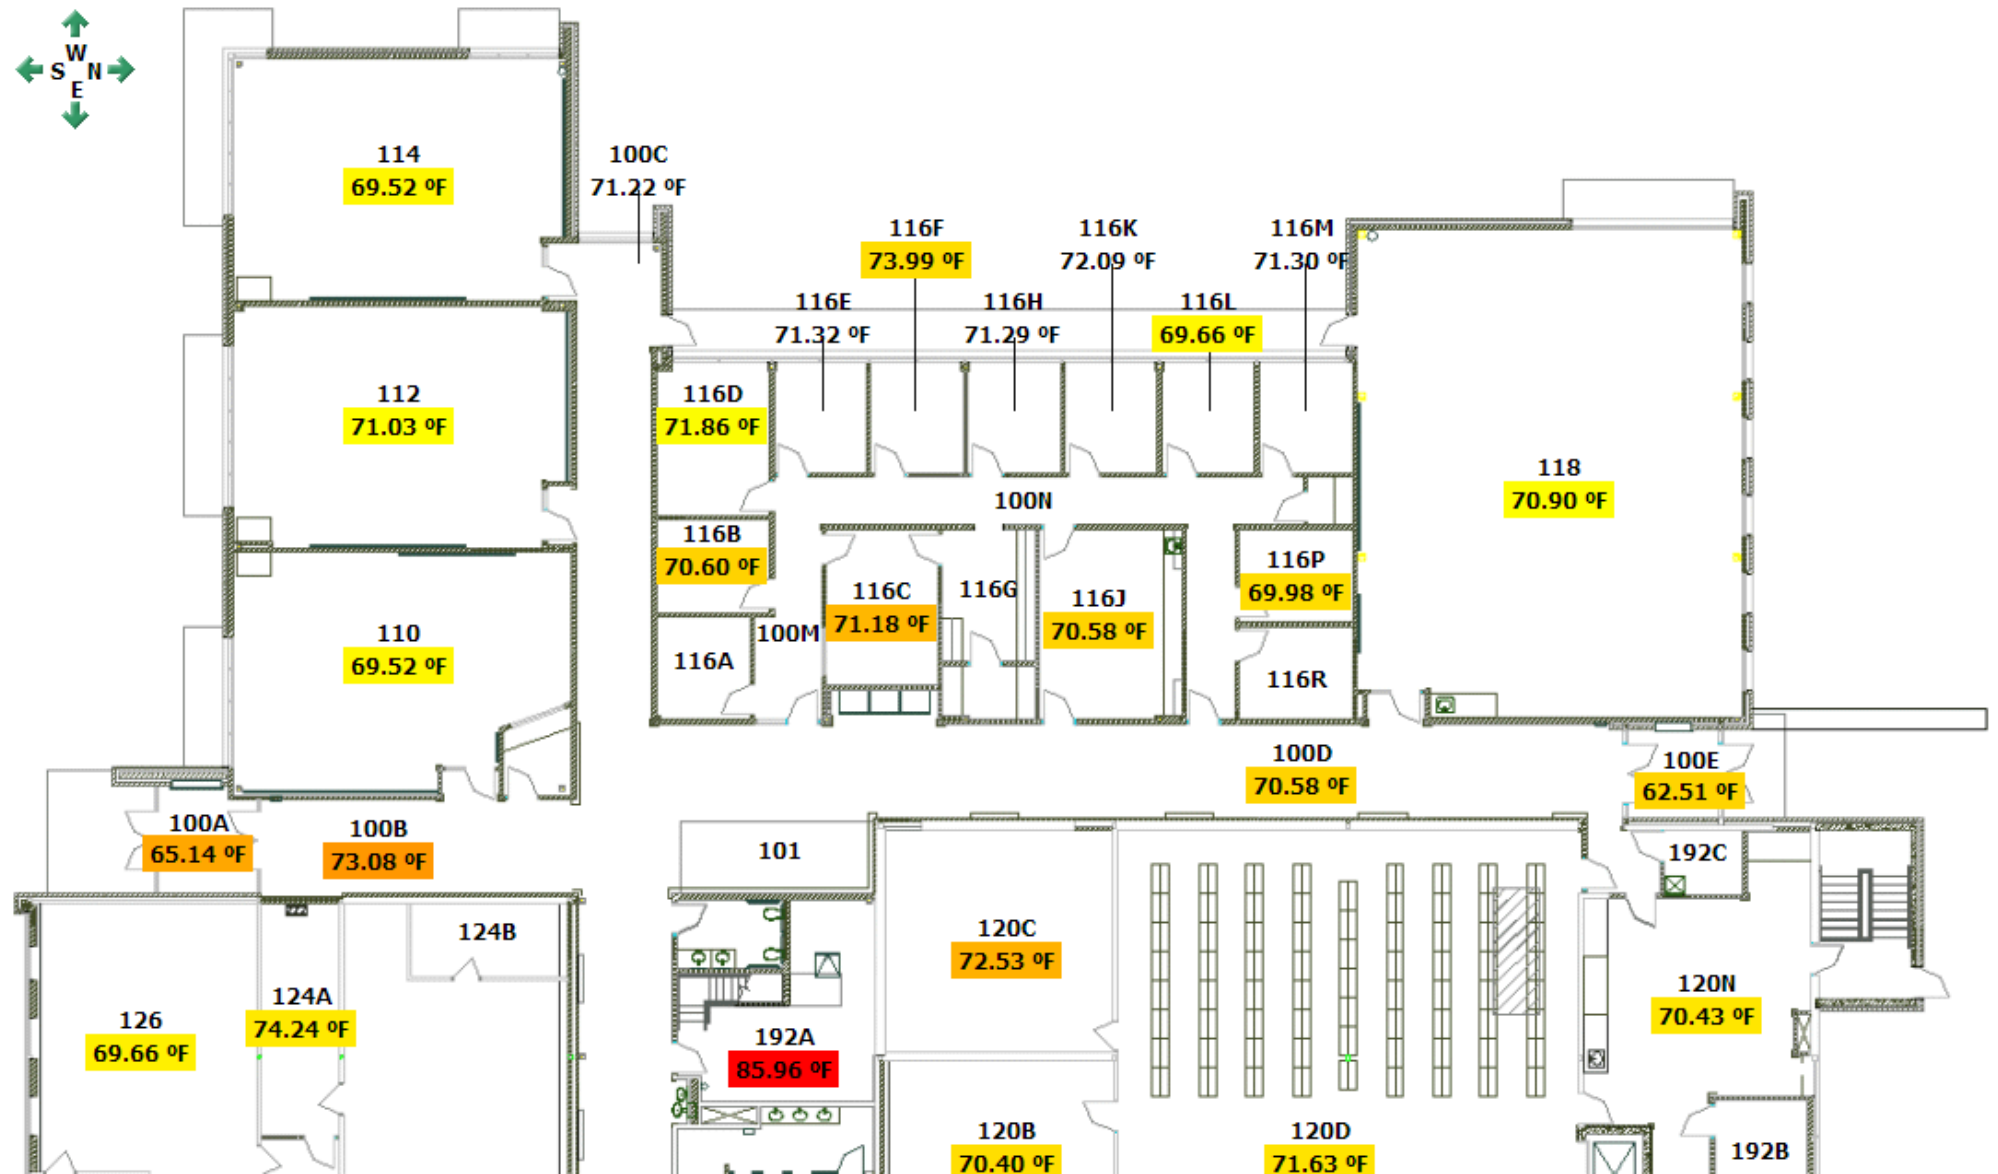 W
S N
E
114
69.52 ºF
100C
71.22 ºF
116F
73.99 ºF
116K
72.09 ºF
116M
71.30 ºF
116E
71.32 ºF
116H
71.29 ºF
116L
69.66 ºF
112
71.03 ºF
116D
71.86 ºF
118
70.90 ºF
100N
116B
70.60 ºF
116C
71.18 ºF
116G
116J
70.58 ºF
116P
69.98 ºF
110
69.52 ºF
100M
116A
116R
100D
70.58 ºF
100E
62.51 ºF
100A
65.14 ºF
100B
73.08 ºF
101
192C
124B
120C
72.53 ºF
126
69.66 ºF
124A
74.24 ºF
192A
85.96 ºF
120N
70.43 ºF
120B
70.40 ºF
120D
71.63 ºF
192B